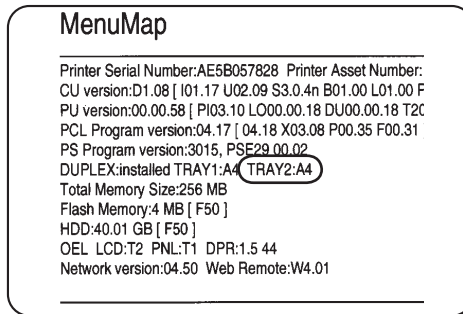 MenuMap
Printer Serial Number:AE5B057828 Printer Asset Number:
CU version:D1.08 [ I01.17 U02.09 S3.0.4n B01.00 L01.00 F
PU version:00.00.58 [ PI03.10 LO00.00.18 DU00.00.18 T20
PCL Program version:04.17 [ 04.18 X03.08 P00.35 F00.31
PS Program version:3015, PSE29.00.02
DUPLEX:installed TRAY1:A4 TRAY2:A4
Total Memory Size:256 MB
Flash Memory:4 MB [ F50 ]
HDD:40.01 GB [ F50 ]
OEL LCD:T2 PNL:T1 DPR:1.5 44
Network version:04.50 Web Remote:W4.01